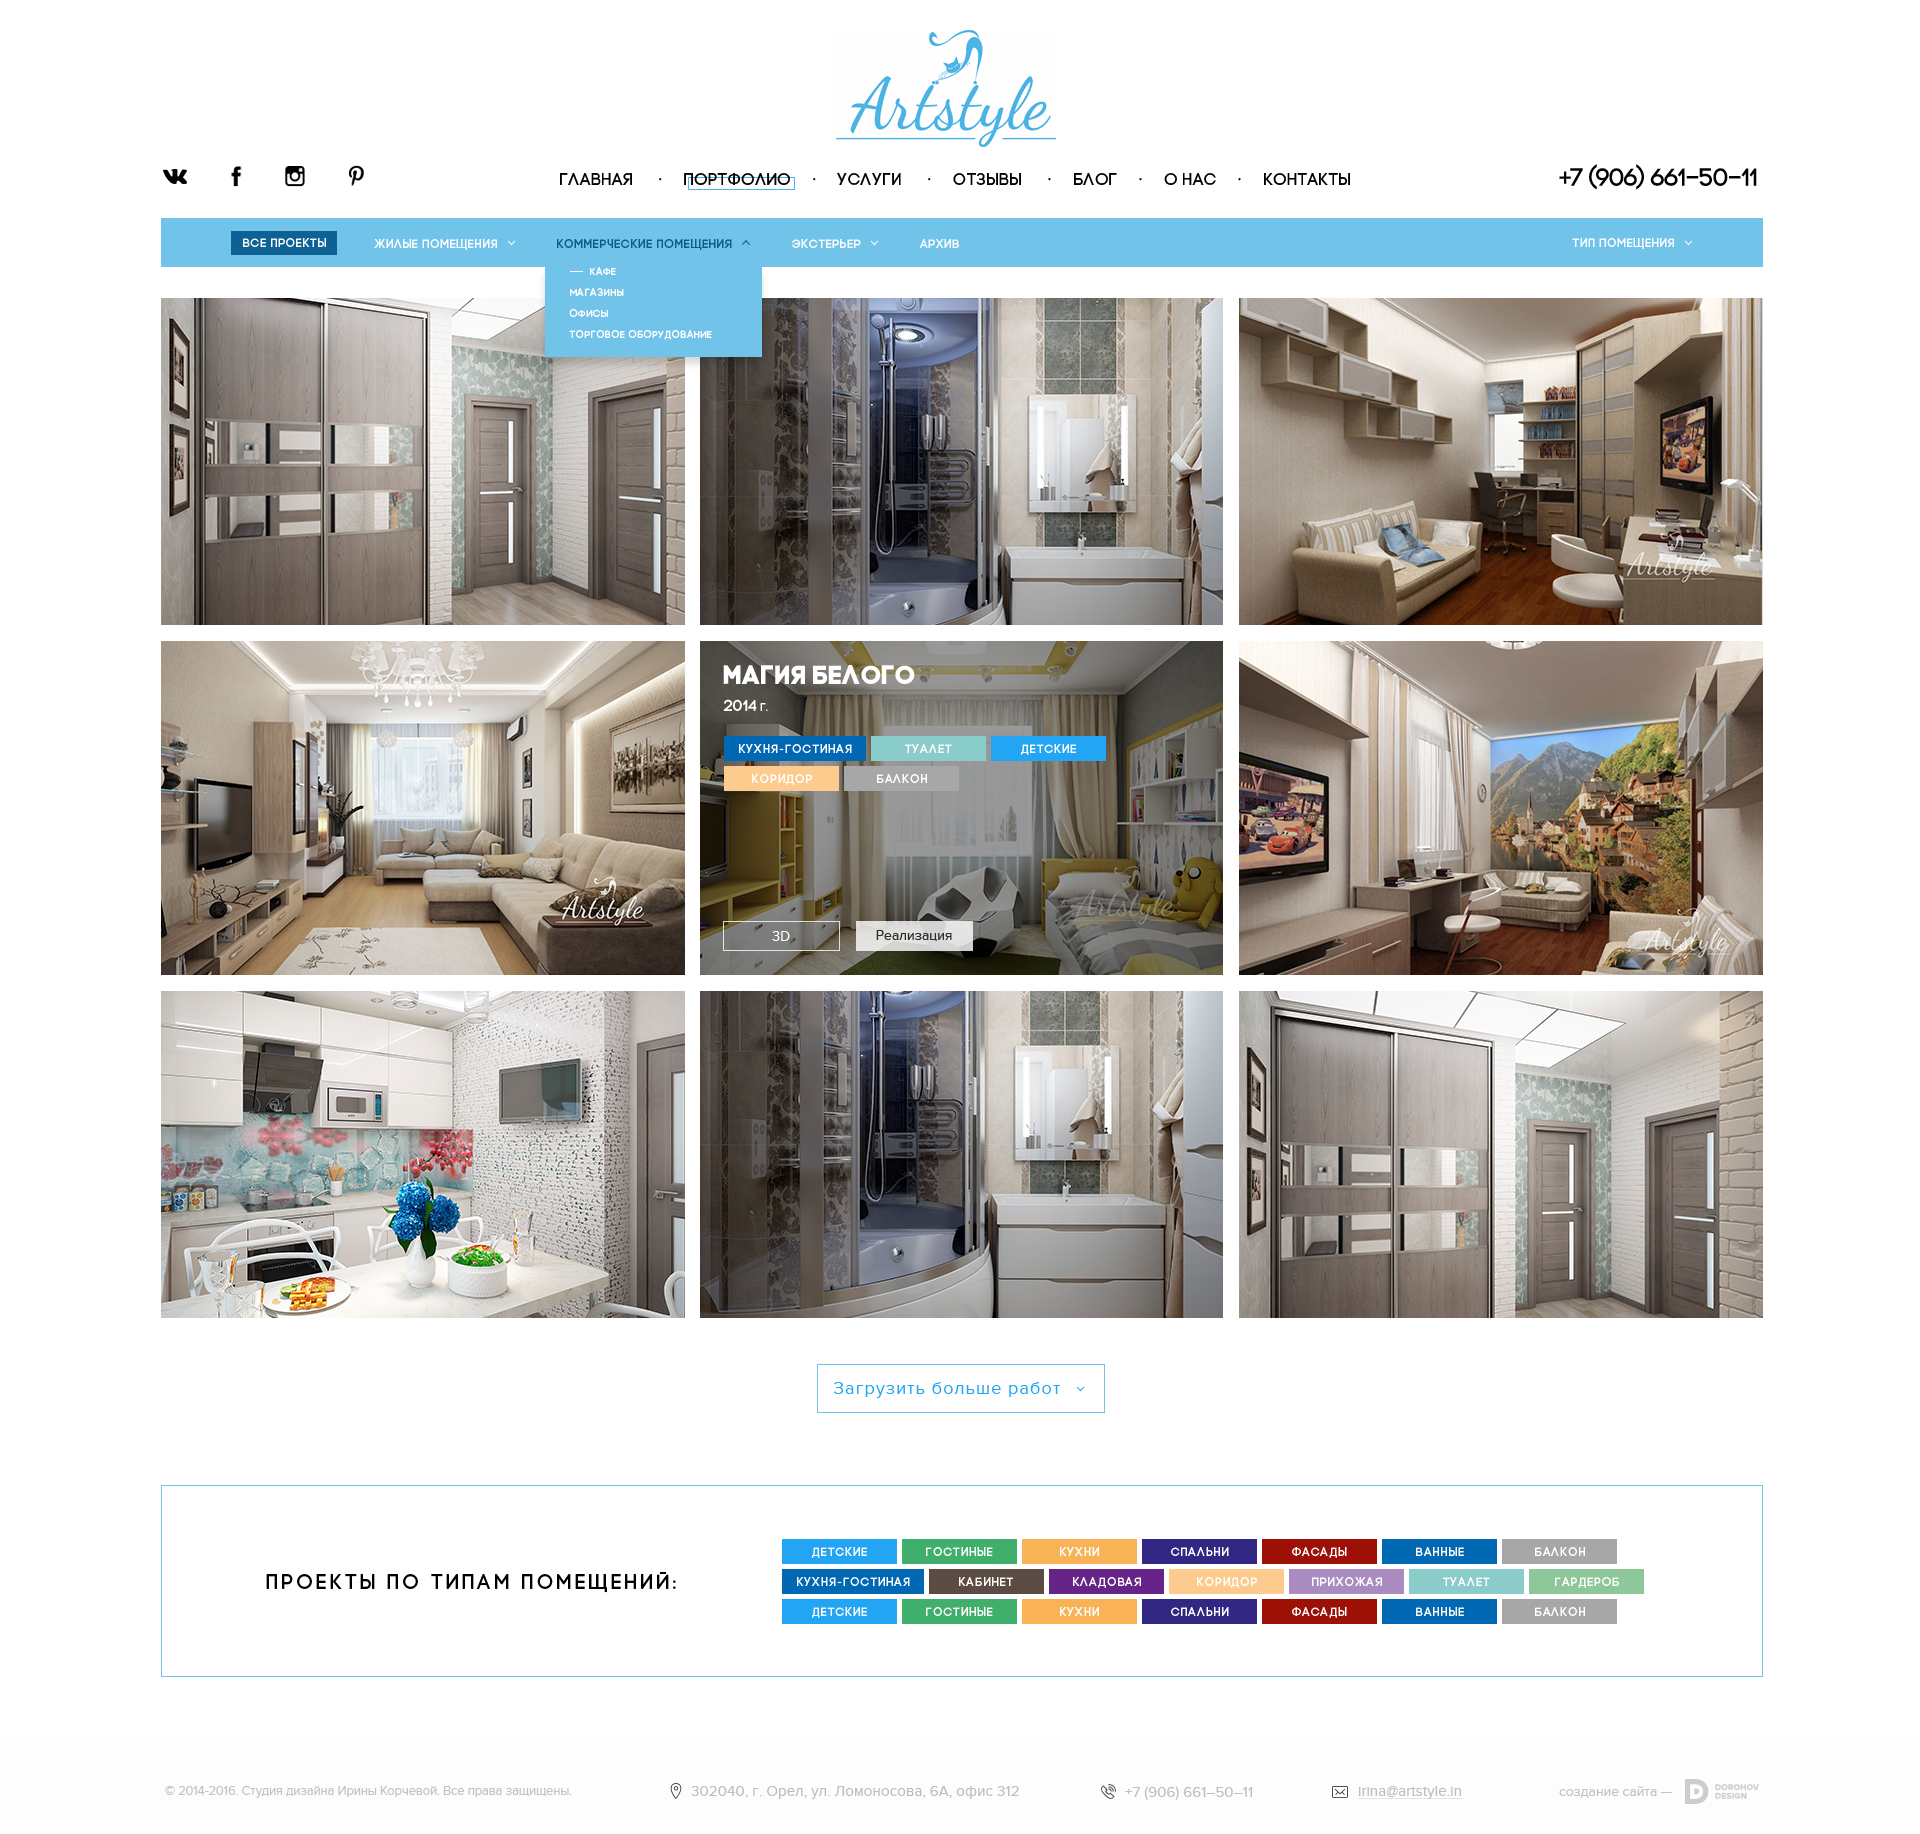 Artstyle
ГЛАВНАЯ · ПОРТФОЛИО · УСЛУГИ · ОТЗЫВЫ · БЛОГ · О НАС · КОНТАКТЫ
+7 (906) 661–50–11
ВСЕ ПРОЕКТЫ ЖИЛЫЕ ПОМЕЩЕНИЯ КОММЕРЧЕСКИЕ ПОМЕЩЕНИЯ ЭКСТЕРЬЕР АРХИВ ТИП ПОМЕЩЕНИЯ
КАФЕ
МАГАЗИНЫ
ОФИСЫ
ТОРГОВОЕ ОБОРУДОВАНИЕ
Artstyle
МАГИЯ БЕЛОГО
2014 г.
КУХНЯ-ГОСТИНАЯ ТУАЛЕТ ДЕТСКИЕ
КОРИДОР БАЛКОН
Artstyle
Artstyle
3D Реализация
Artstyle
Загрузить больше работ
ПРОЕКТЫ ПО ТИПАМ ПОМЕЩЕНИЙ:
ДЕТСКИЕ ГОСТИНЫЕ КУХНИ СПАЛЬНИ ФАСАДЫ ВАННЫЕ БАЛКОН
КУХНЯ-ГОСТИНАЯ КАБИНЕТ КЛАДОВАЯ КОРИДОР ПРИХОЖАЯ ТУАЛЕТ ГАРДЕРОБ
ДЕТСКИЕ ГОСТИНЫЕ КУХНИ СПАЛЬНИ ФАСАДЫ ВАННЫЕ БАЛКОН
© 2014-2016. Студия дизайна Ирины Корчевой. Все права защищены.
302040, г. Орел, ул. Ломоносова, 6А, офис 312
+7 (906) 661–50–11
irina@artstyle.in
создание сайта —
DOROHOV
DESIGN